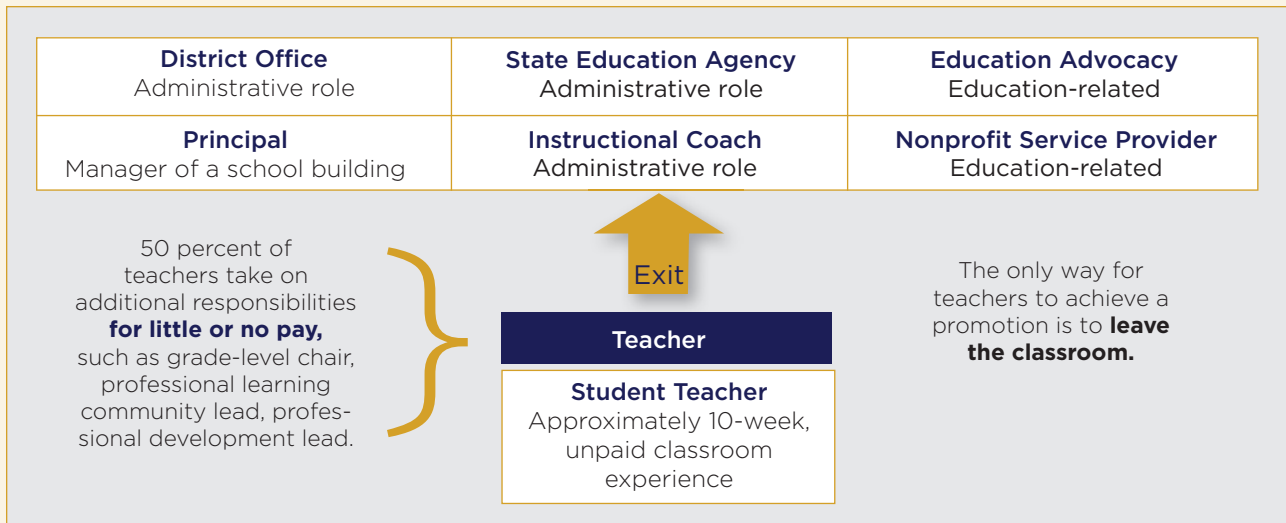 District Office
Administrative role
State Education Agency
Administrative role
Education Advocacy
Education-related
Principal
Manager of a school building
Instructional Coach
Administrative role
Nonprofit Service Provider
Education-related
50 percent of
teachers take on
additional responsibilities
for little or no pay,
such as grade-level chair,
professional learning
community lead, profes-
sional development lead.
Exit
Teacher
Student Teacher
Approximately 10-week,
unpaid classroom
experience
The only way for
teachers to achieve a
promotion is to leave
the classroom.